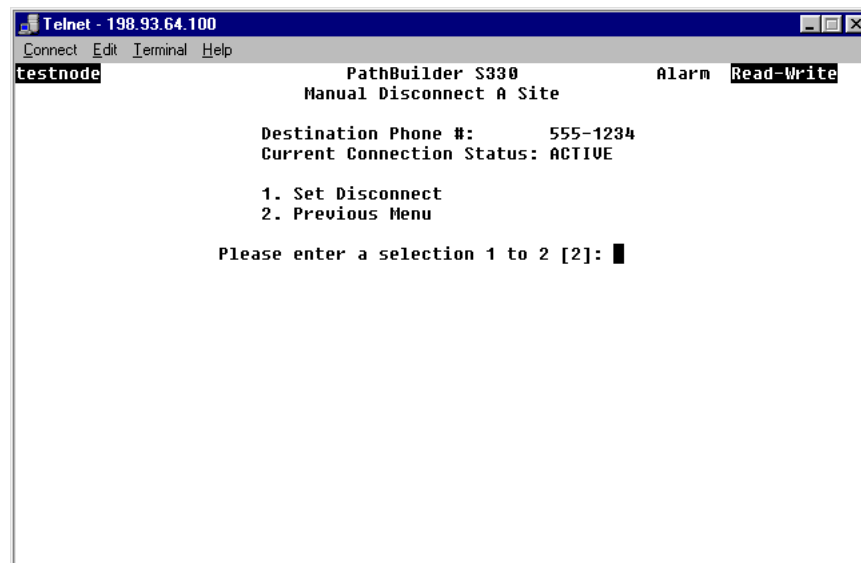 Telnet - 198.93.64.100
Connect Edit Terminal Help
testnode PathBuilder S330 Alarm Read-Write
Manual Disconnect A Site
Destination Phone #: 555-1234
Current Connection Status: ACTIVE
1. Set Disconnect
2. Previous Menu
Please enter a selection 1 to 2 [2]: